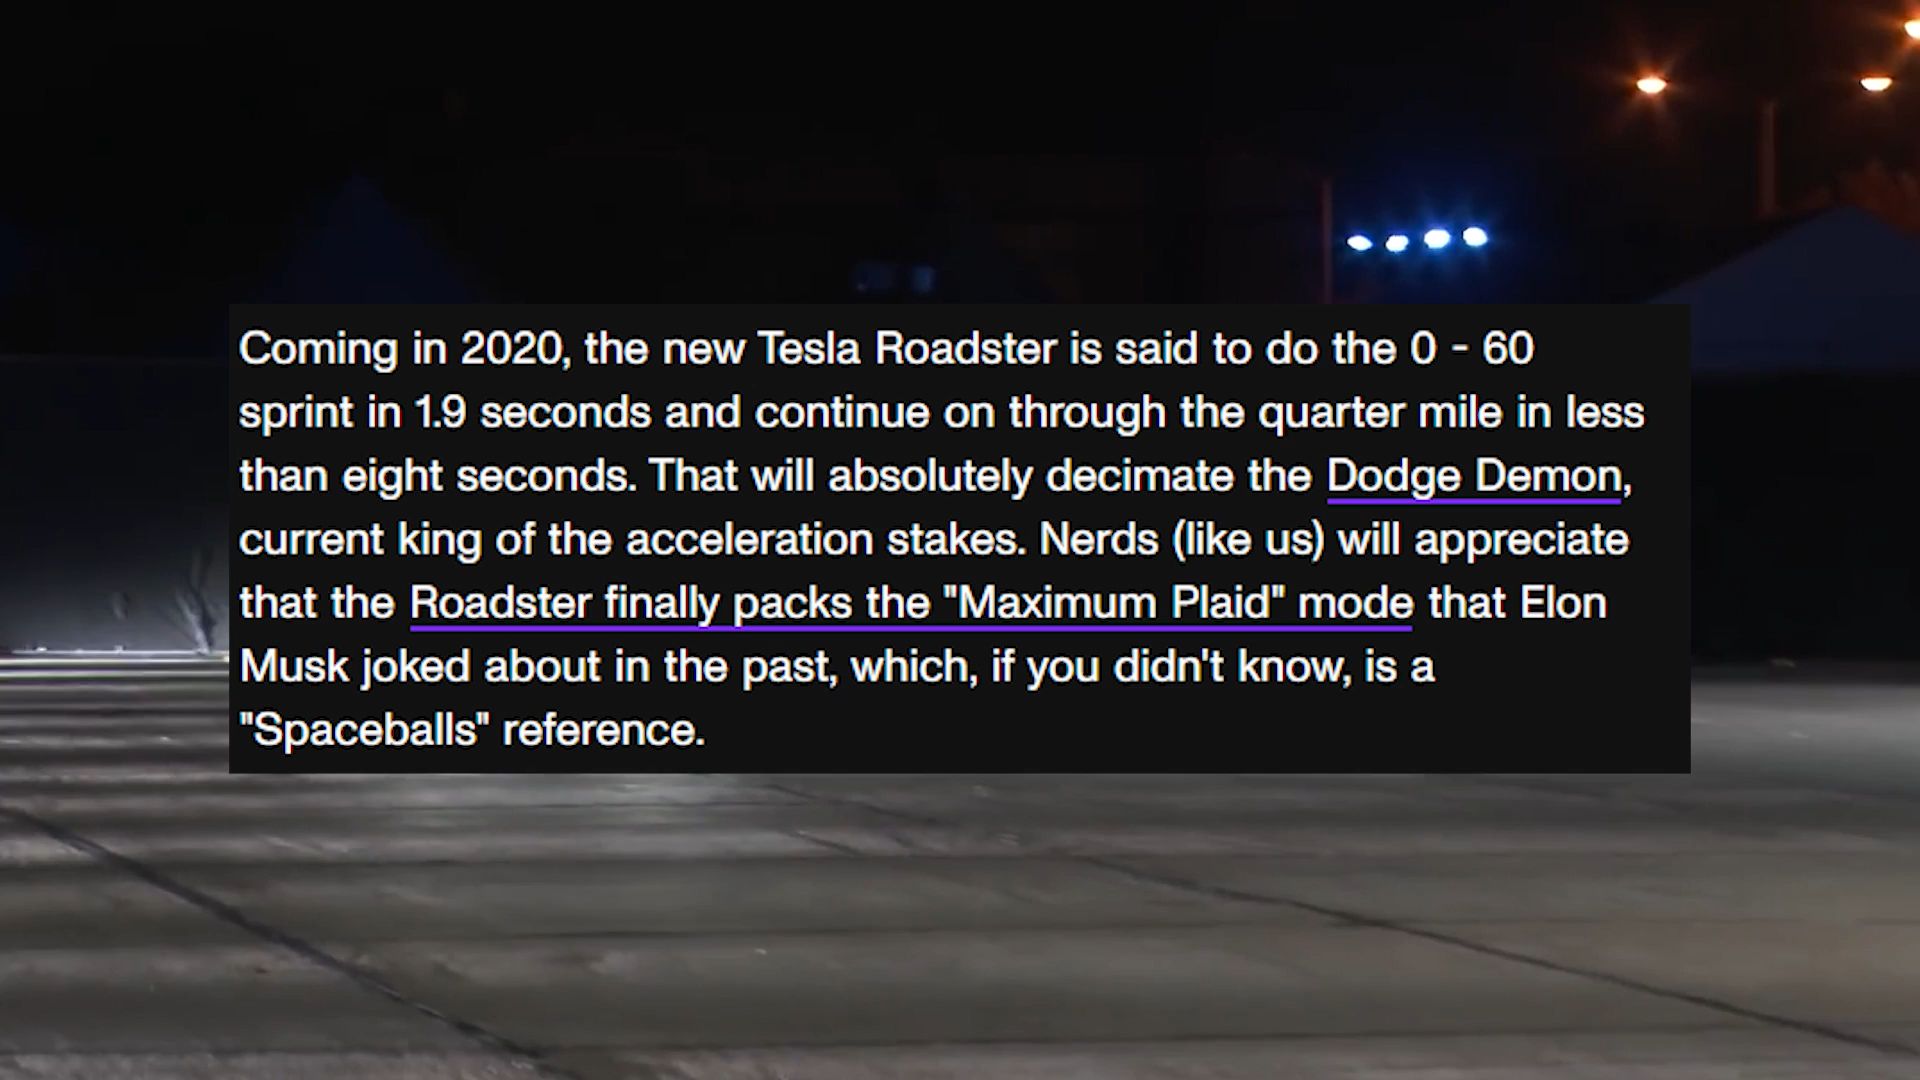 Coming in 2020, the new Tesla Roadster is said to do the 0 - 60
sprint in 1.9 seconds and continue on through the quarter mile in less
than eight seconds. That will absolutely decimate the Dodge Demon,
current king of the acceleration stakes. Nerds (like us) will appreciate
that the Roadster finally packs the "Maximum Plaid" mode that Elon
Musk joked about in the past, which, if you didn't know, is a
"Spaceballs" reference.